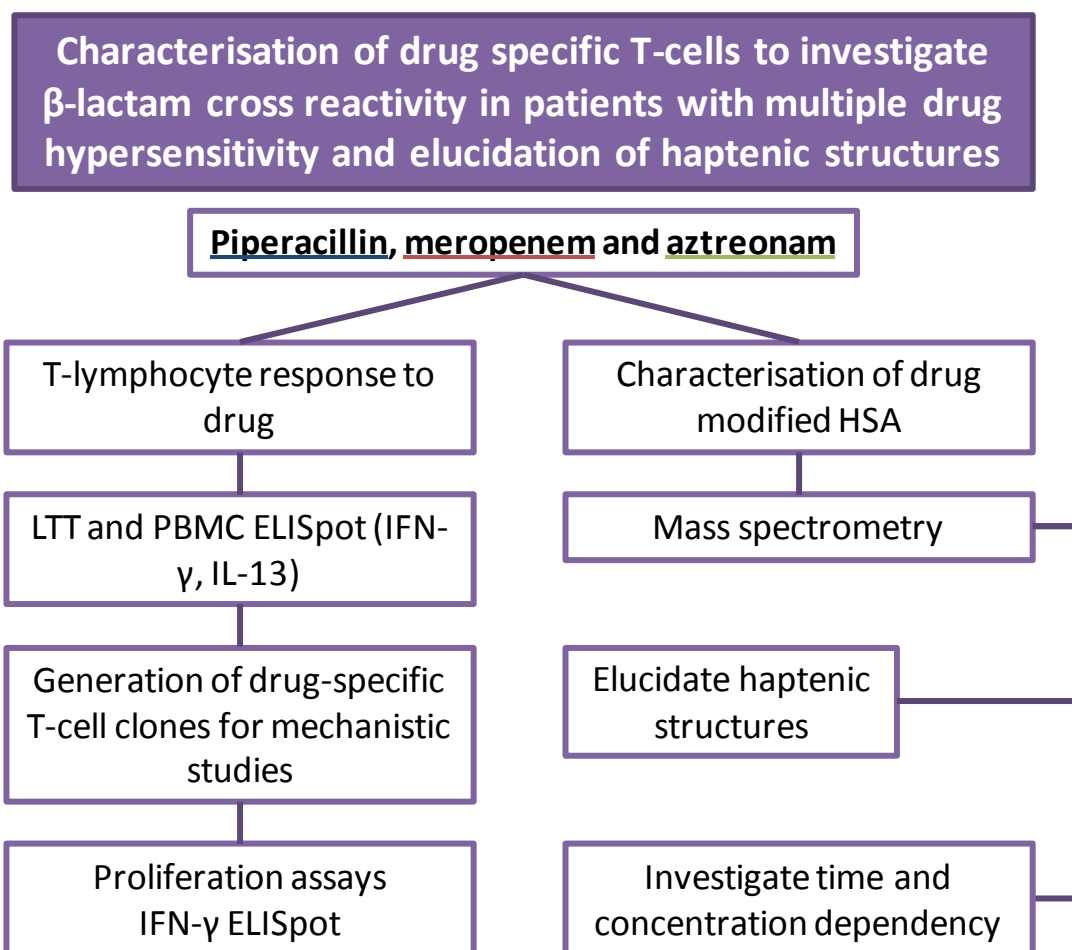 Characterisation of drug specific T-cells to investigate
β-lactam cross reactivity in patients with multiple drug
hypersensitivity and elucidation of haptenic structures
Piperacillin, meropenem and aztreonam
T-lymphocyte response to
drug
LTT and PBMC ELISpot (IFN-
γ, IL-13)
Generation of drug-specific
T-cell clones for mechanistic
studies
Proliferation assays
IFN-γ ELISpot
Characterisation of drug
modified HSA
Mass spectrometry
Elucidate haptenic
structures
Investigate time and
concentration dependency